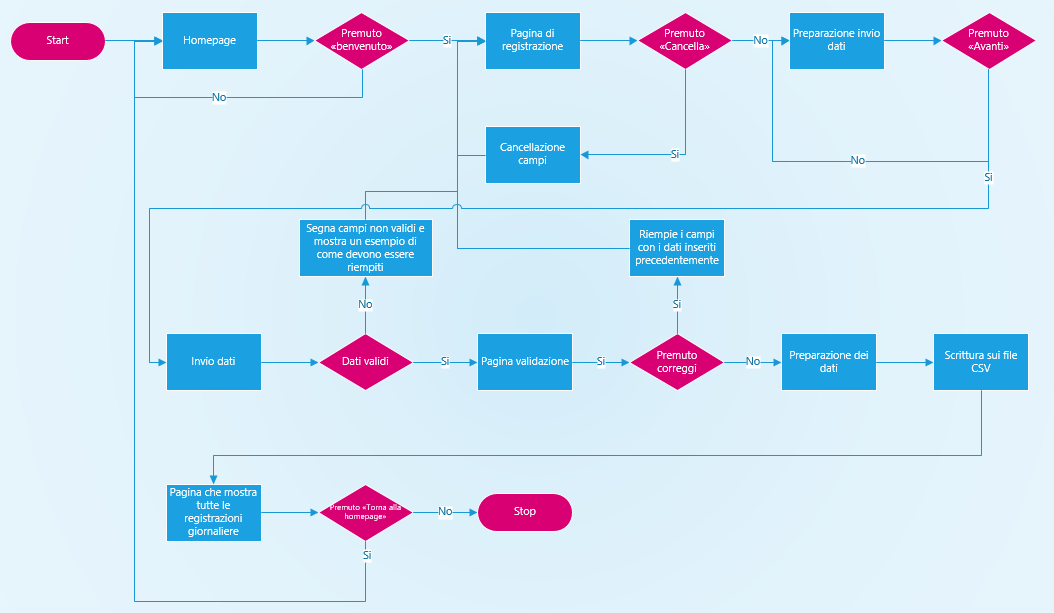 Start
Homepage
Premuto
«benvenuto»
Si
Pagina di
registrazione
Premuto
«Cancella»
No
Preparazione invio
dati
Premuto
«Avanti»
No
Cancellazione
campi
Si
No
Si
Segna campi non validi e
mostra un esempio di
come devono essere
riempiti
Riempie i campi
con i dati inseriti
precedentemente
No
Si
Invio dati
Dati validi
Si
Pagina validazione
Si
Premuto
correggi
No
Preparazione dei
dati
Scrittura sui file
CSV
Pagina che mostra
tutte le
registrazioni
giornaliere
Premuto «Torna alla
homepage»
No
Stop
Si